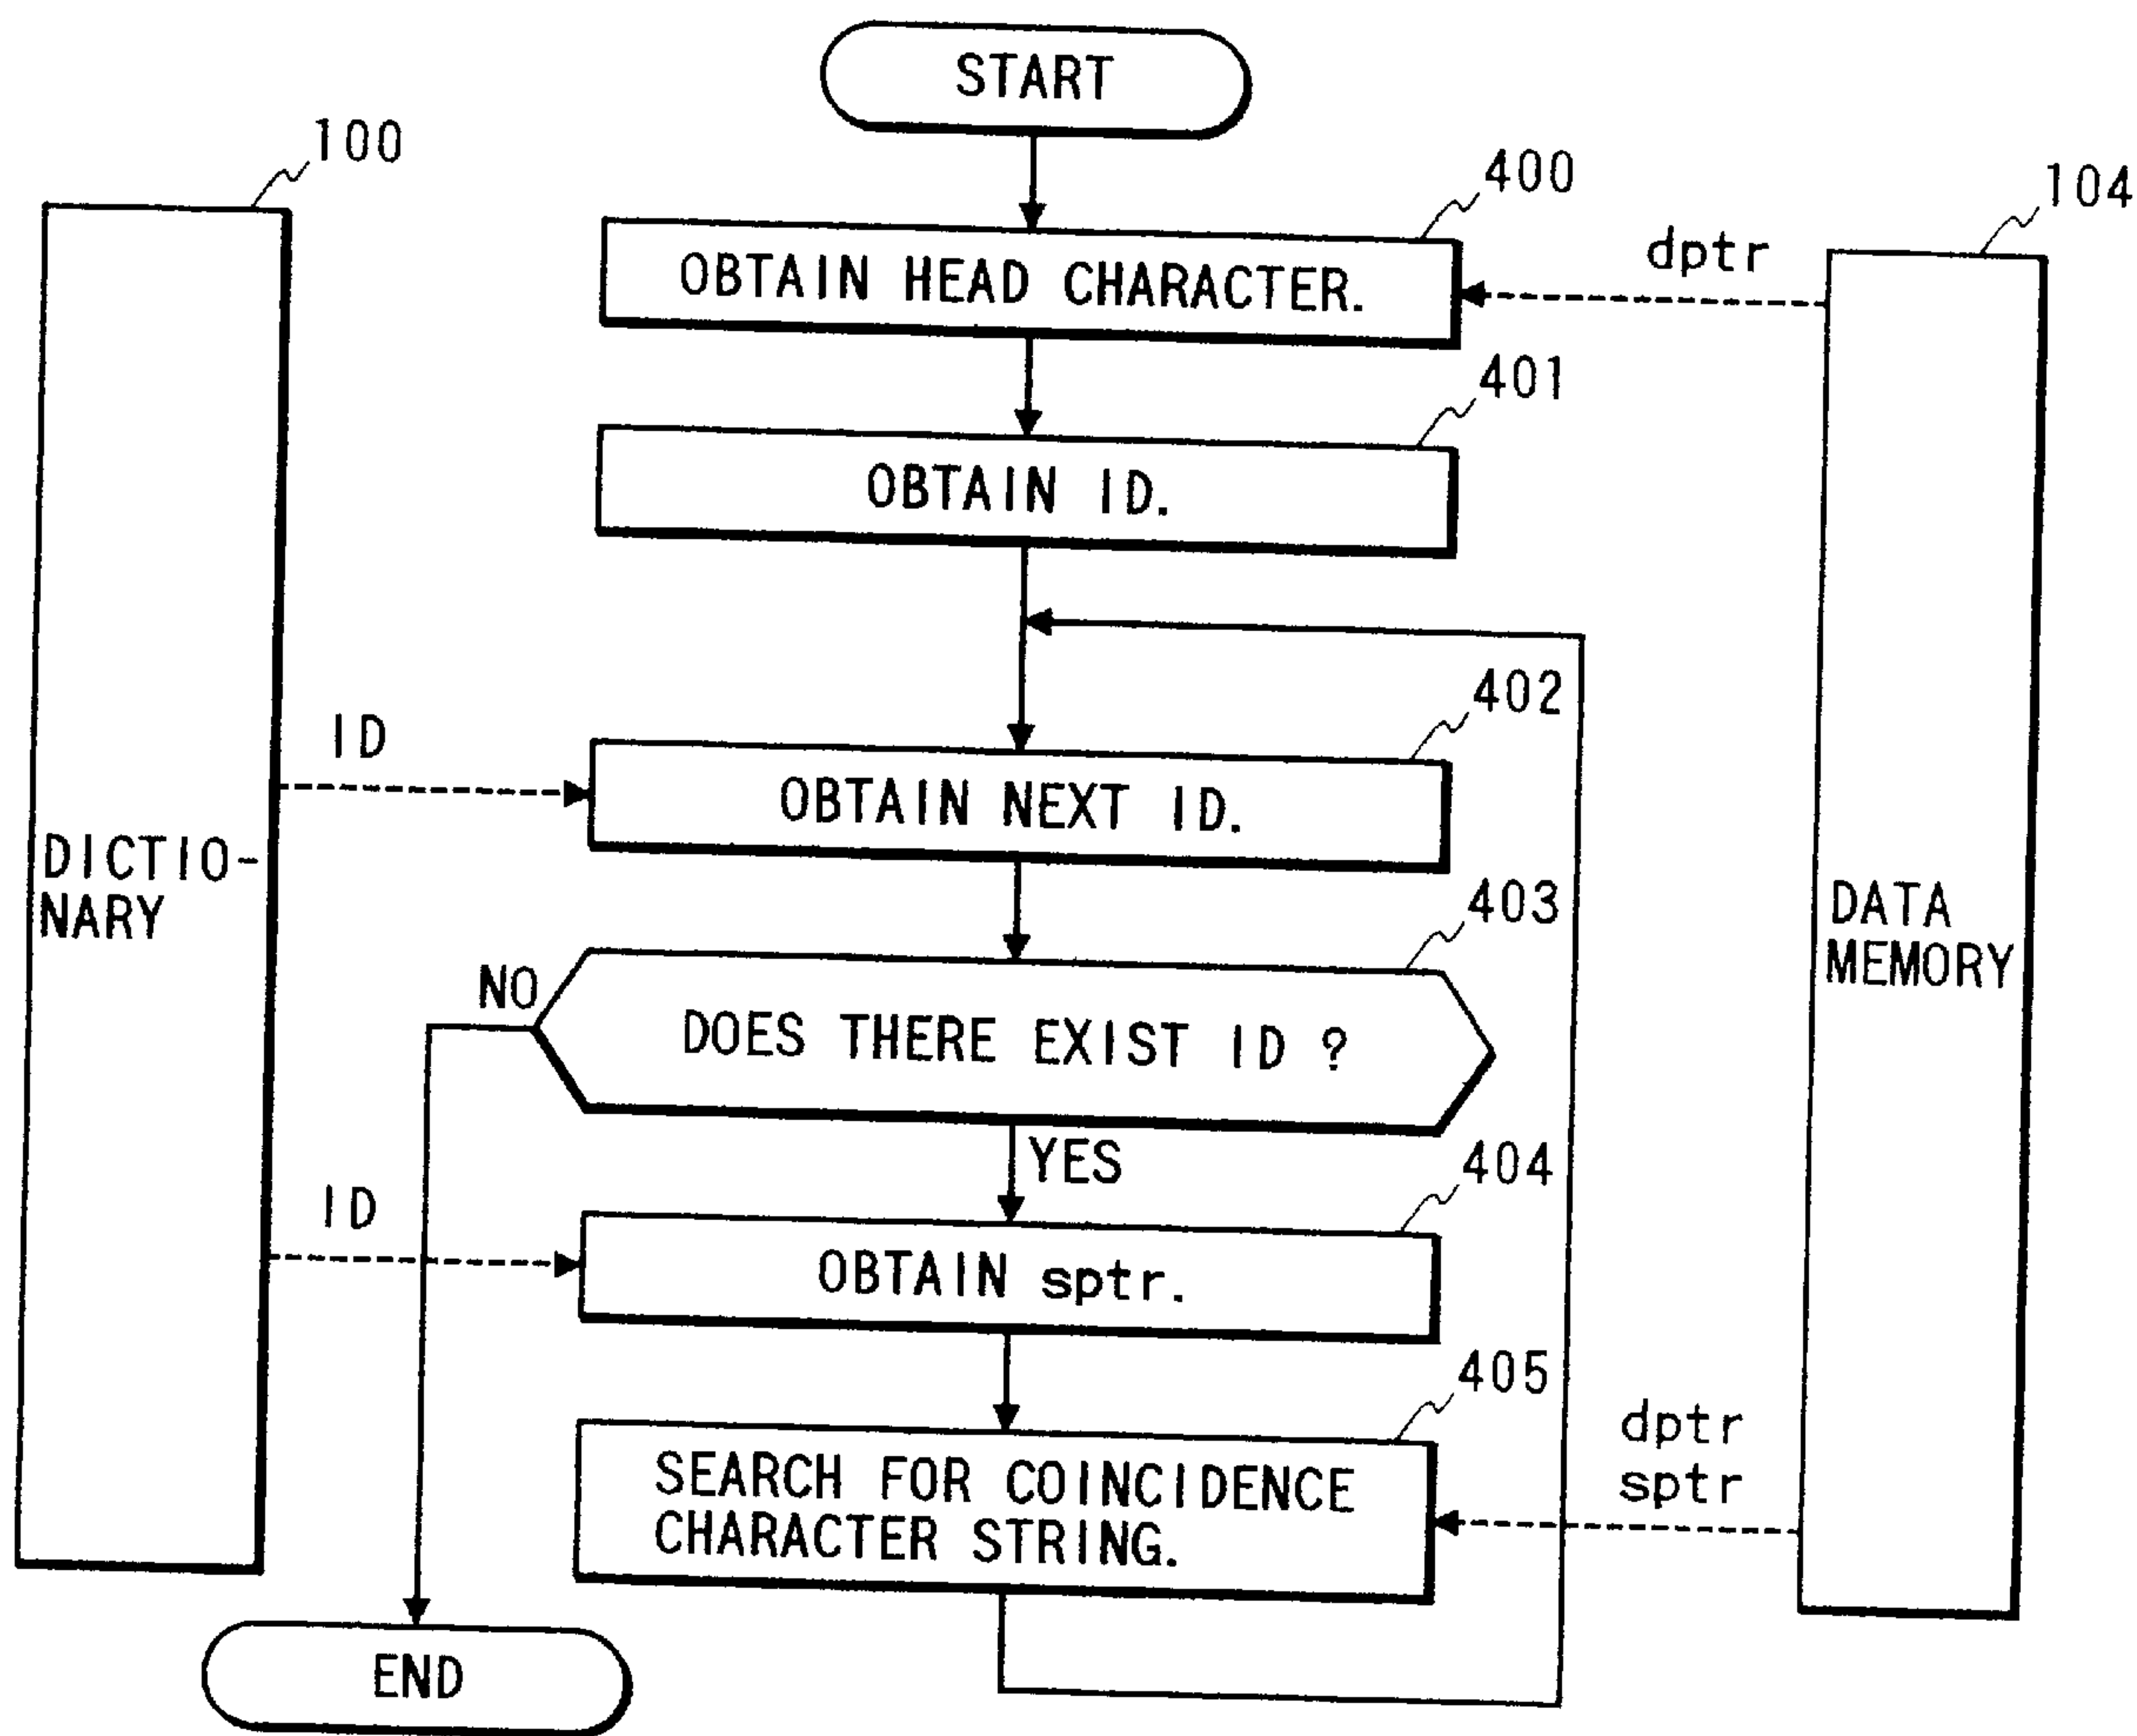 START
100
400
104
dptr
OBTAIN HEAD CHARACTER.
401
OBTAIN ID.
402
ID
OBTAIN NEXT ID.
DICTIO-
NARY
403
DATA
MEMORY
NO
DOES THERE EXIST ID ?
YES
404
ID
OBTAIN sptr.
405
dptr
sptr
SEARCH FOR COINCIDENCE
CHARACTER STRING.
END